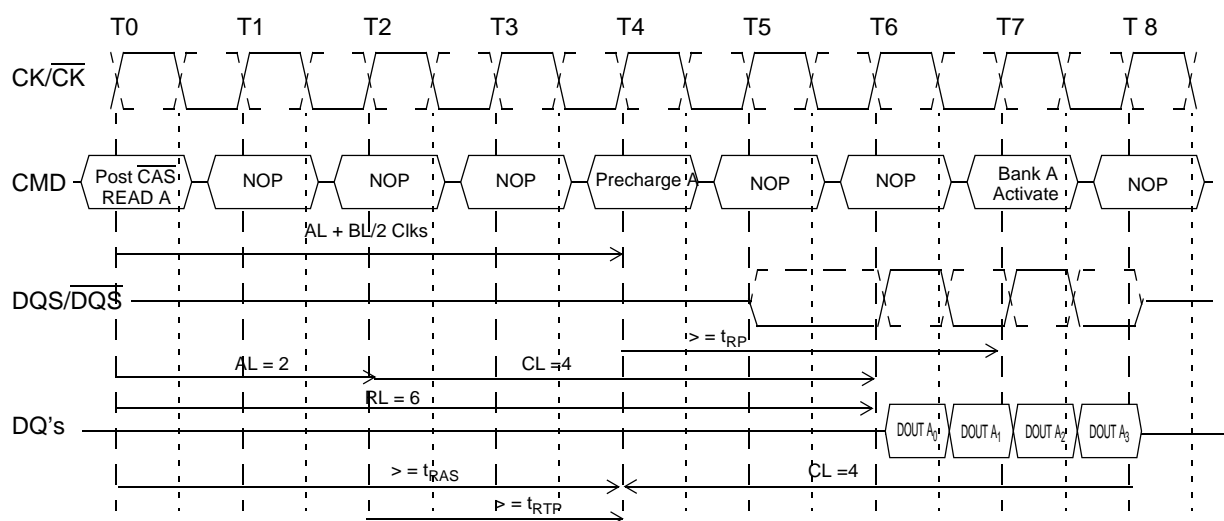 T0 T1 T2 T3 T4 T5 T6 T7 T 8
CK/CK
CMD
Post CAS
READ A
NOP
NOP
NOP
Precharge A
NOP
NOP
Bank A
Activate
NOP
AL + BL/2 Clks
DQS/DQS
> = tRP
AL = 2
CL =4
RL = 6
DQ's
DOUT A0
DOUT A1
DOUT A2
DOUT A3
> = tRAS
CL =4
> = tRTP